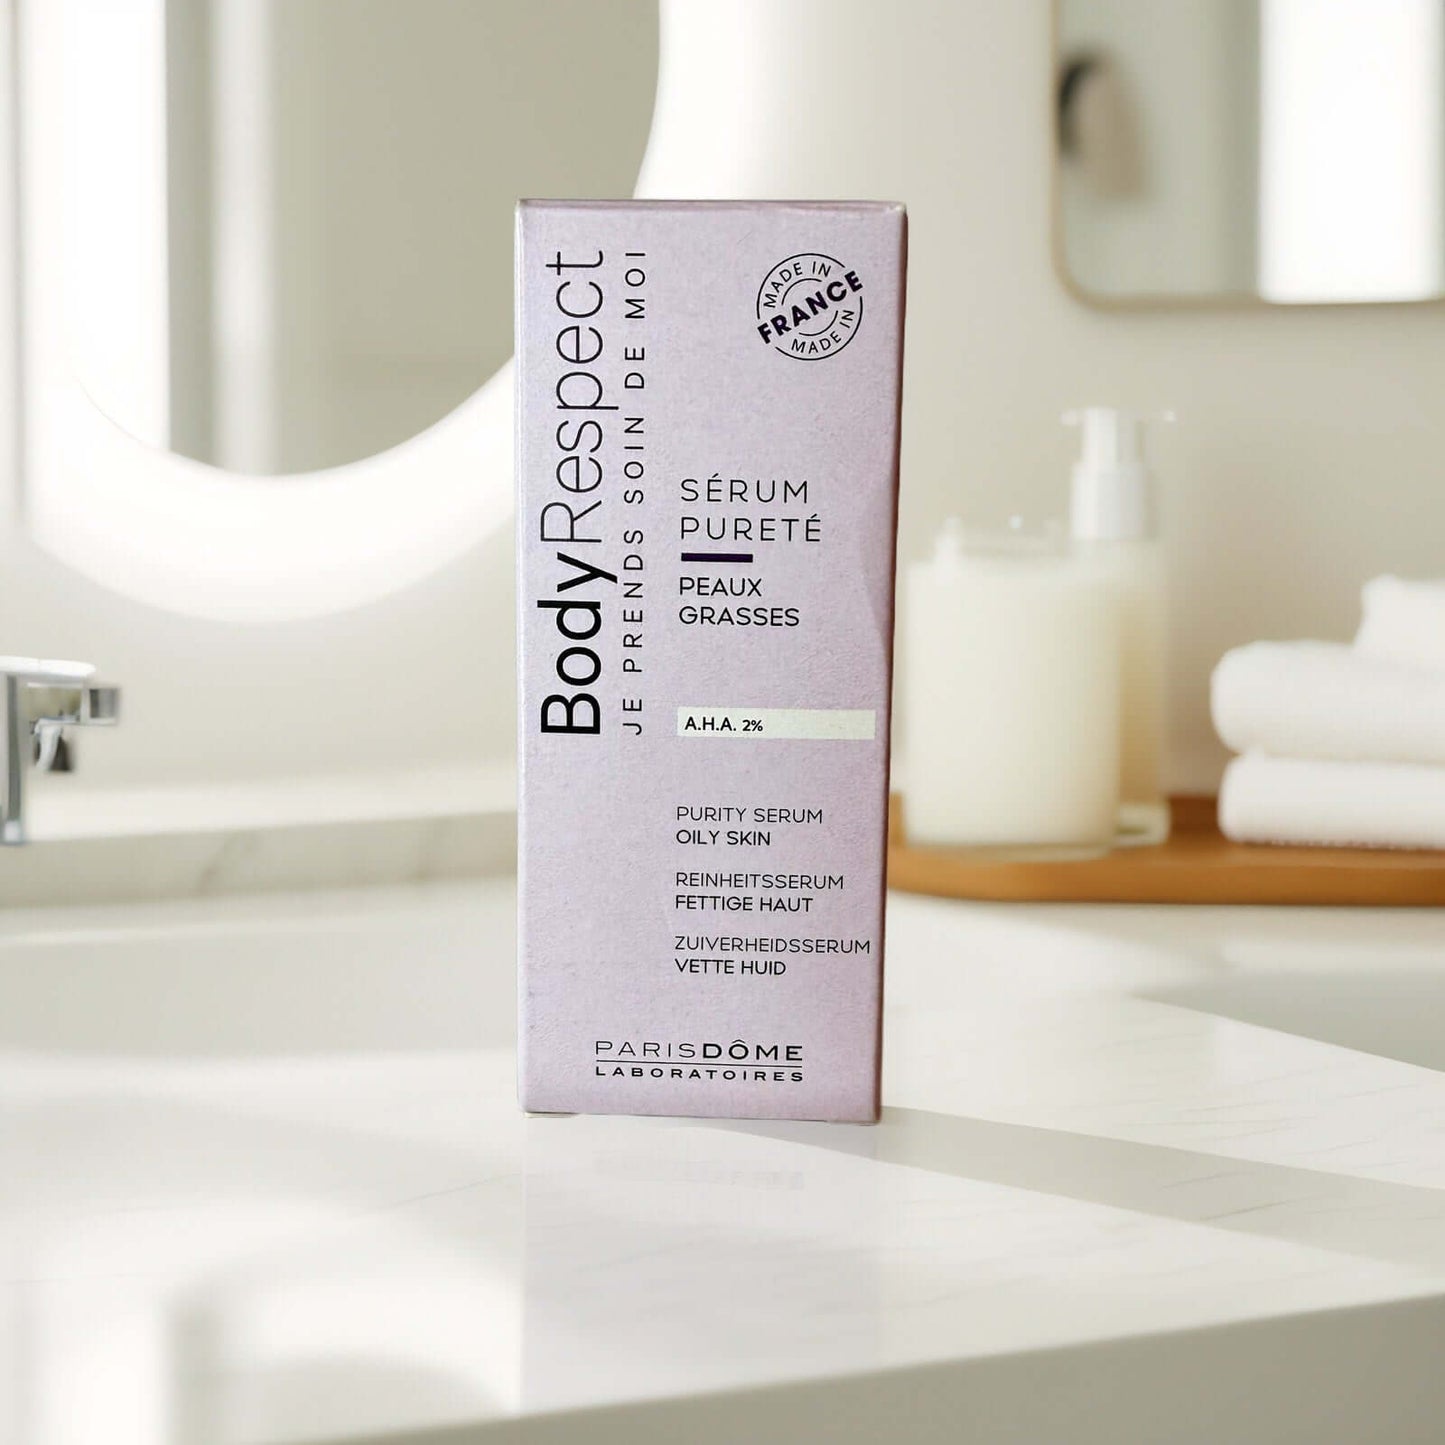 BodyRespect
JE PRENDS SOIN DE MOI
MADE IN
FRANCE
MADE IN
SÉRUM
PURETÉ
PEAUX
GRASSES
A.H.A. 2%
PURITY SERUM
OILY SKIN
REINHEITSSERUM
FETTIGE HAUT
ZUIVERHEIDSSERUM
VETTE HUID
PARISDÔME
LABORATOIRES